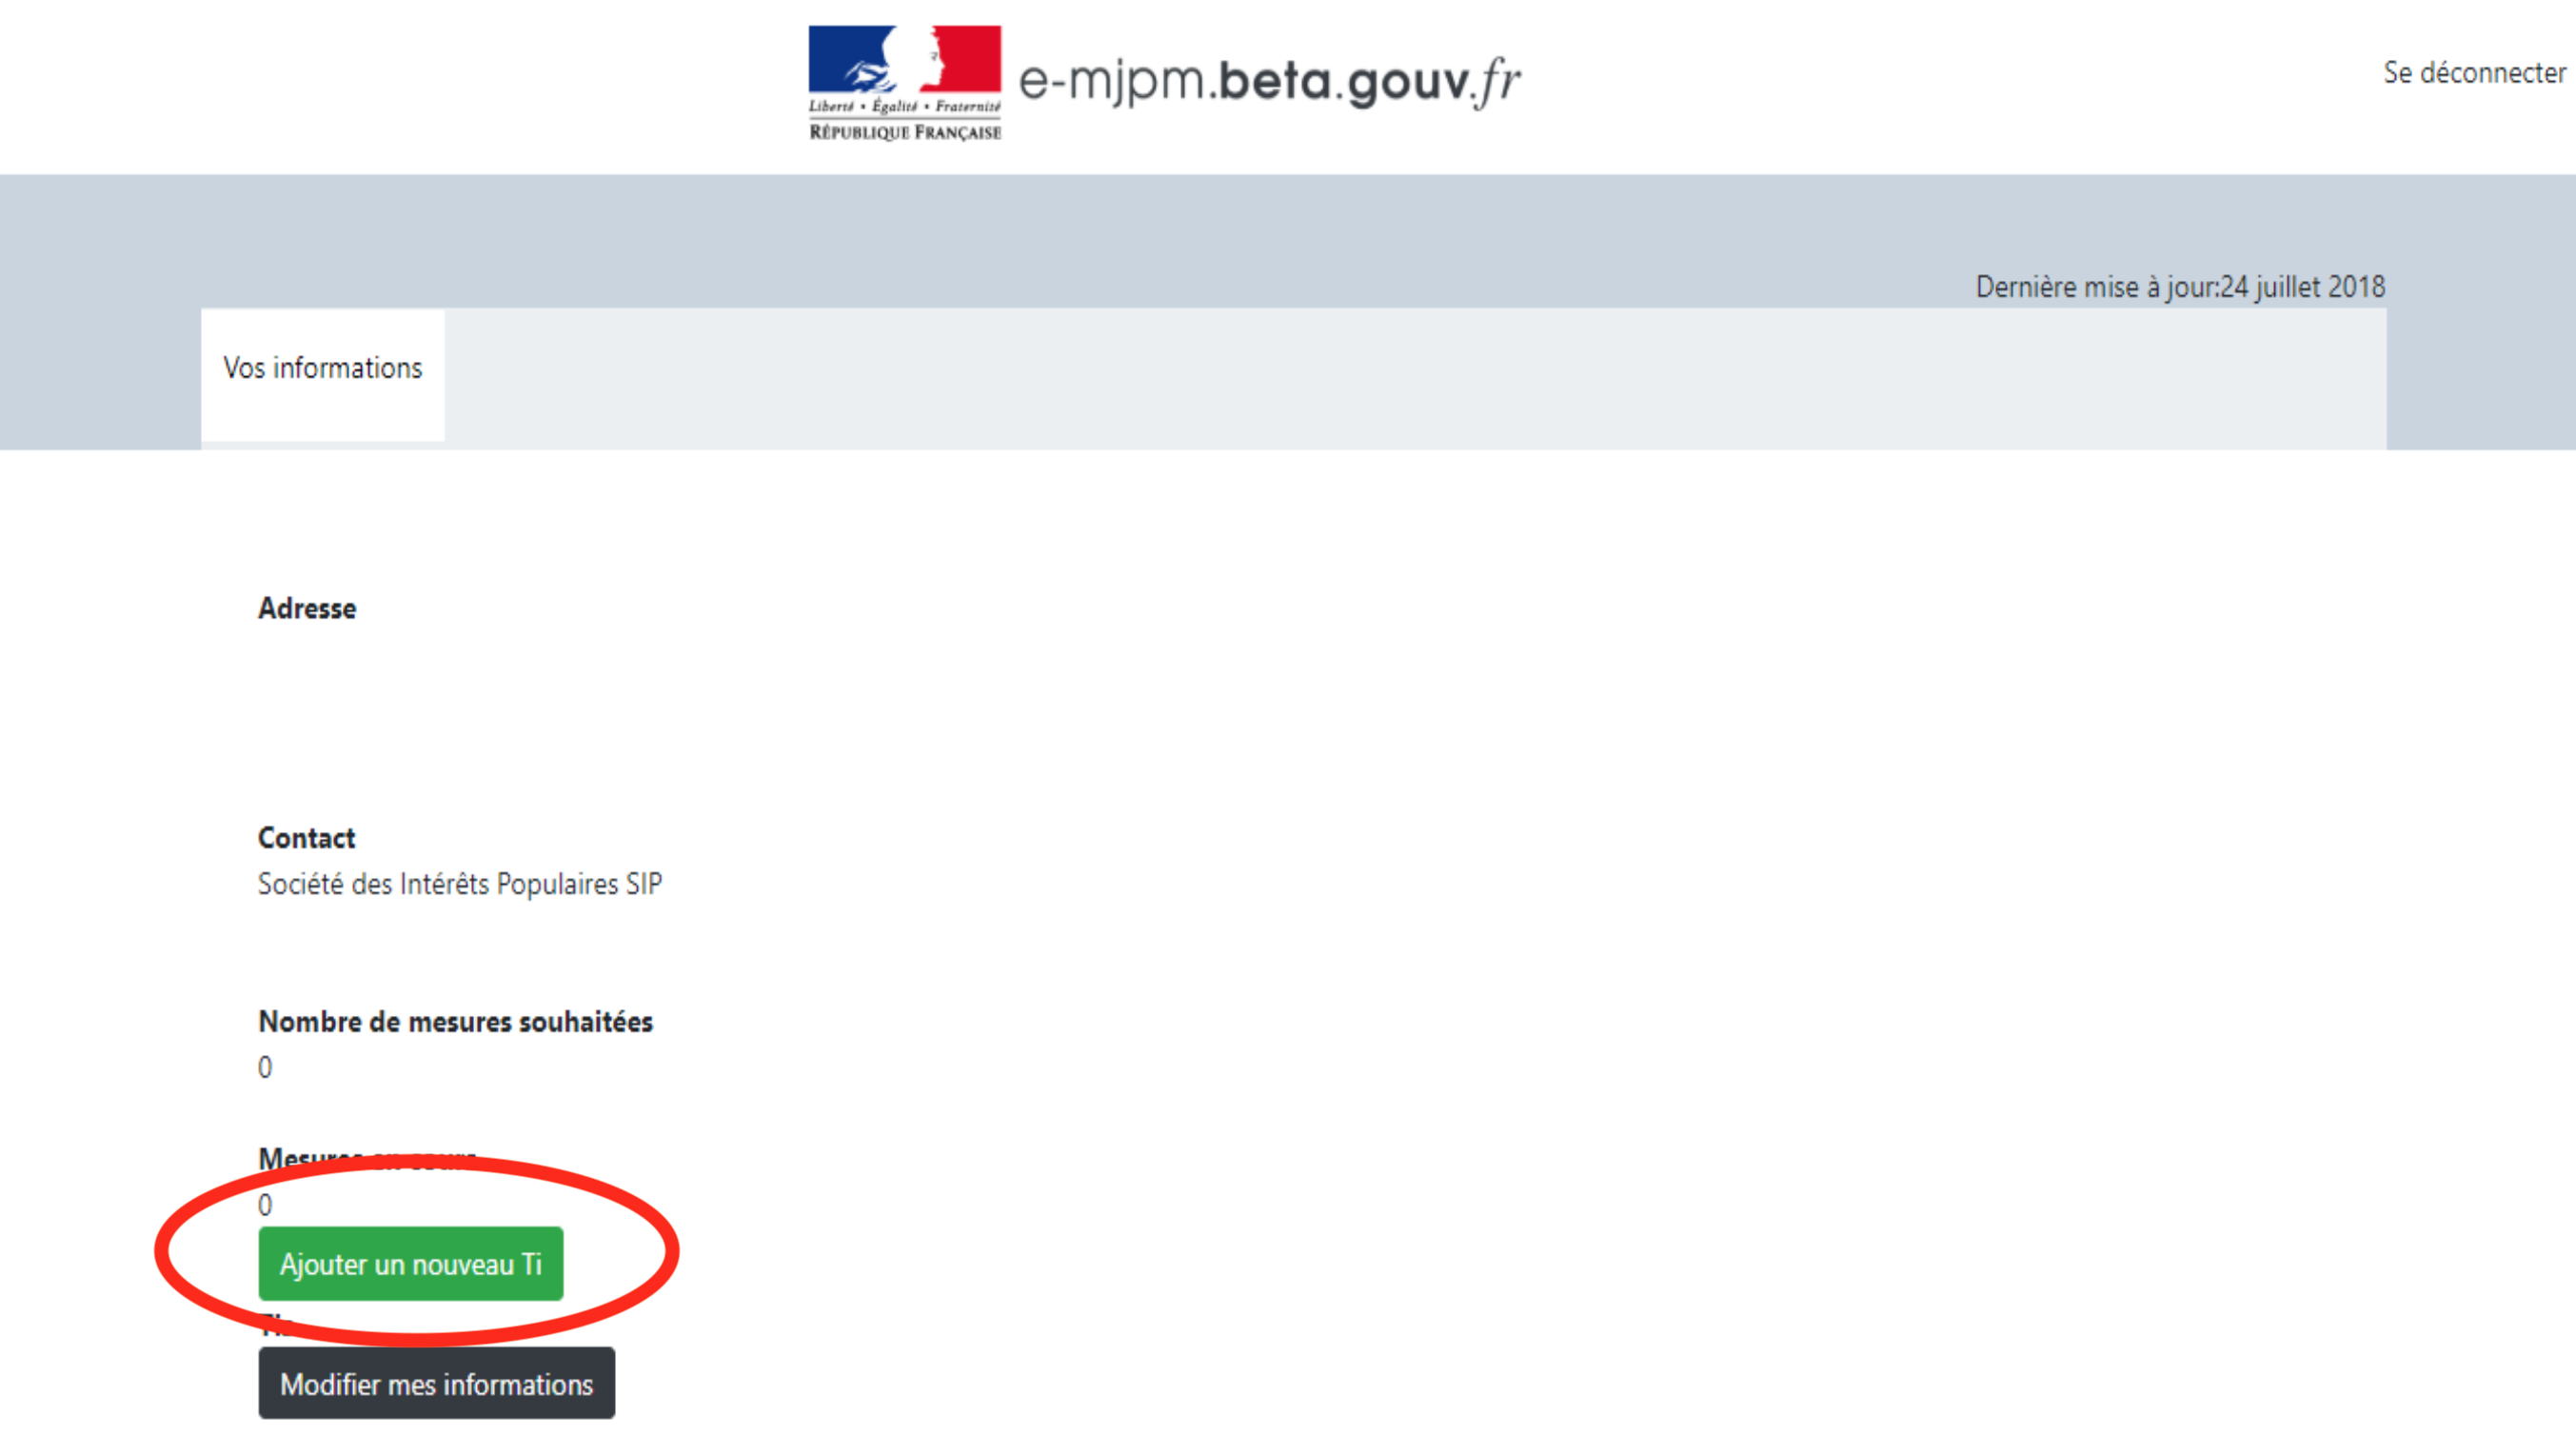 Liberté • Égalité • Fraternité
RÉPUBLIQUE FRANÇAISE
e-mjpm.beta.gouv.fr
Se déconnecter
Dernière mise à jour:24 juillet 2018
Vos informations
Adresse
Contact
Société des Intérêts Populaires SIP
Nombre de mesures souhaitées
0
Mesures en cours
0
Ajouter un nouveau Ti
Modifier mes informations